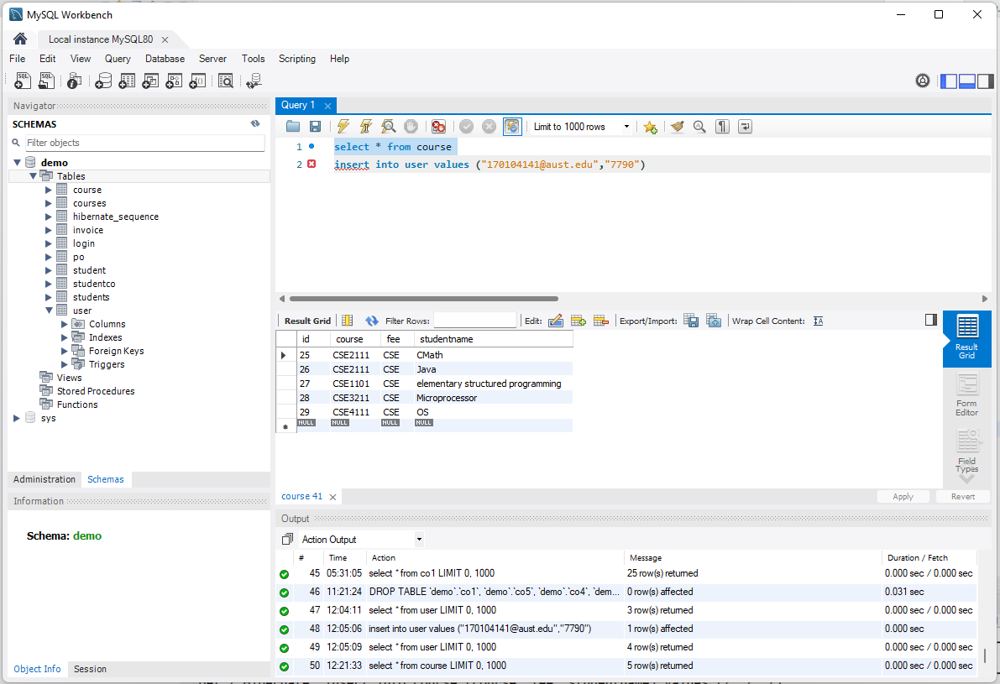 MySQL Workbench
Local instance MySQL80
File Edit View Query Database Server Tools Scripting Help
Navigator
SCHEMAS
Filter objects
demo
Tables
course
courses
hibernate_sequence
invoice
login
po
student
studentco
students
user
Columns
Indexes
Foreign Keys
Triggers
Views
Stored Procedures
Functions
sys
Administration Schemas
Information
Schema: demo
Object Info Session
Query 1
Limit to 1000 rows
1 select * from course
2 insert into user values ("170104141@aust.edu","7790")
Result Grid Filter Rows: Edit: Export/Import: Wrap Cell Content:
id course fee studentname
25 CSE2111 CSE CMath
26 CSE2111 CSE Java
27 CSE1101 CSE elementary structured programming
28 CSE3211 CSE Microprocessor
29 CSE4111 CSE OS
NULL NULL NULL NULL
Result
Grid
Form
Editor
Field
Types
course 41
Apply Revert
Output
Action Output
# Time Action Message Duration / Fetch
45 05:31:05 select * from co1 LIMIT 0, 1000 25 row(s) returned 0.000 sec / 0.000 sec
46 11:21:24 DROP TABLE `demo`.`co1`, `demo`.`co5`, `demo`.`co4`, `dem... 0 row(s) affected 0.031 sec
47 12:04:11 select * from user LIMIT 0, 1000 3 row(s) returned 0.000 sec / 0.000 sec
48 12:05:06 insert into user values ("170104141@aust.edu","7790") 1 row(s) affected 0.000 sec
49 12:05:09 select * from user LIMIT 0, 1000 4 row(s) returned 0.000 sec / 0.000 sec
50 12:21:33 select * from course LIMIT 0, 1000 5 row(s) returned 0.000 sec / 0.000 sec